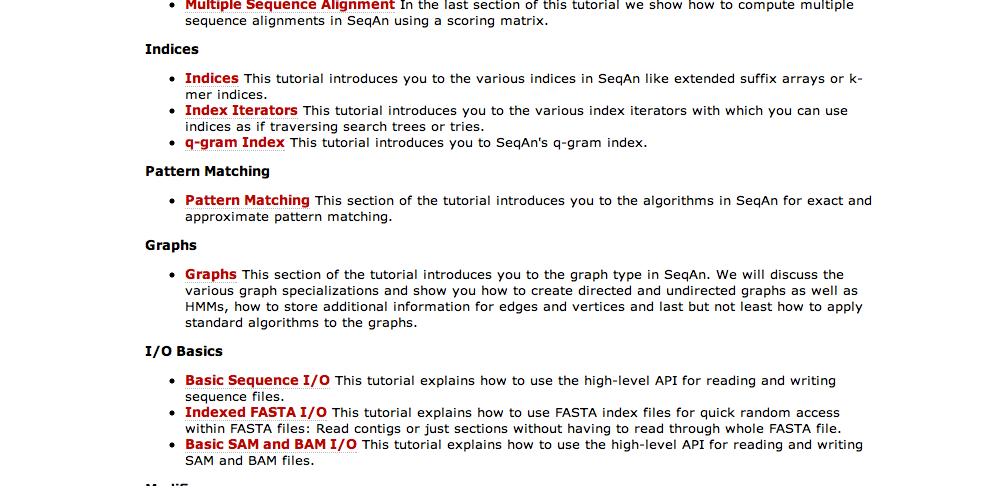 Multiple Sequence Alignment In the last section of this tutorial we show how to compute multiple
sequence alignments in SeqAn using a scoring matrix.
Indices
Indices This tutorial introduces you to the various indices in SeqAn like extended suffix arrays or k-
mer indices.
Index Iterators This tutorial introduces you to the various index iterators with which you can use
indices as if traversing search trees or tries.
q-gram Index This tutorial introduces you to SeqAn's q-gram index.
Pattern Matching
Pattern Matching This section of the tutorial introduces you to the algorithms in SeqAn for exact and
approximate pattern matching.
Graphs
Graphs This section of the tutorial introduces you to the graph type in SeqAn. We will discuss the
various graph specializations and show you how to create directed and undirected graphs as well as
HMMs, how to store additional information for edges and vertices and last but not least how to apply
standard algorithms to the graphs.
I/O Basics
Basic Sequence I/O This tutorial explains how to use the high-level API for reading and writing
sequence files.
Indexed FASTA I/O This tutorial explains how to use FASTA index files for quick random access
within FASTA files: Read contigs or just sections without having to read through whole FASTA file.
Basic SAM and BAM I/O This tutorial explains how to use the high-level API for reading and writing
SAM and BAM files.